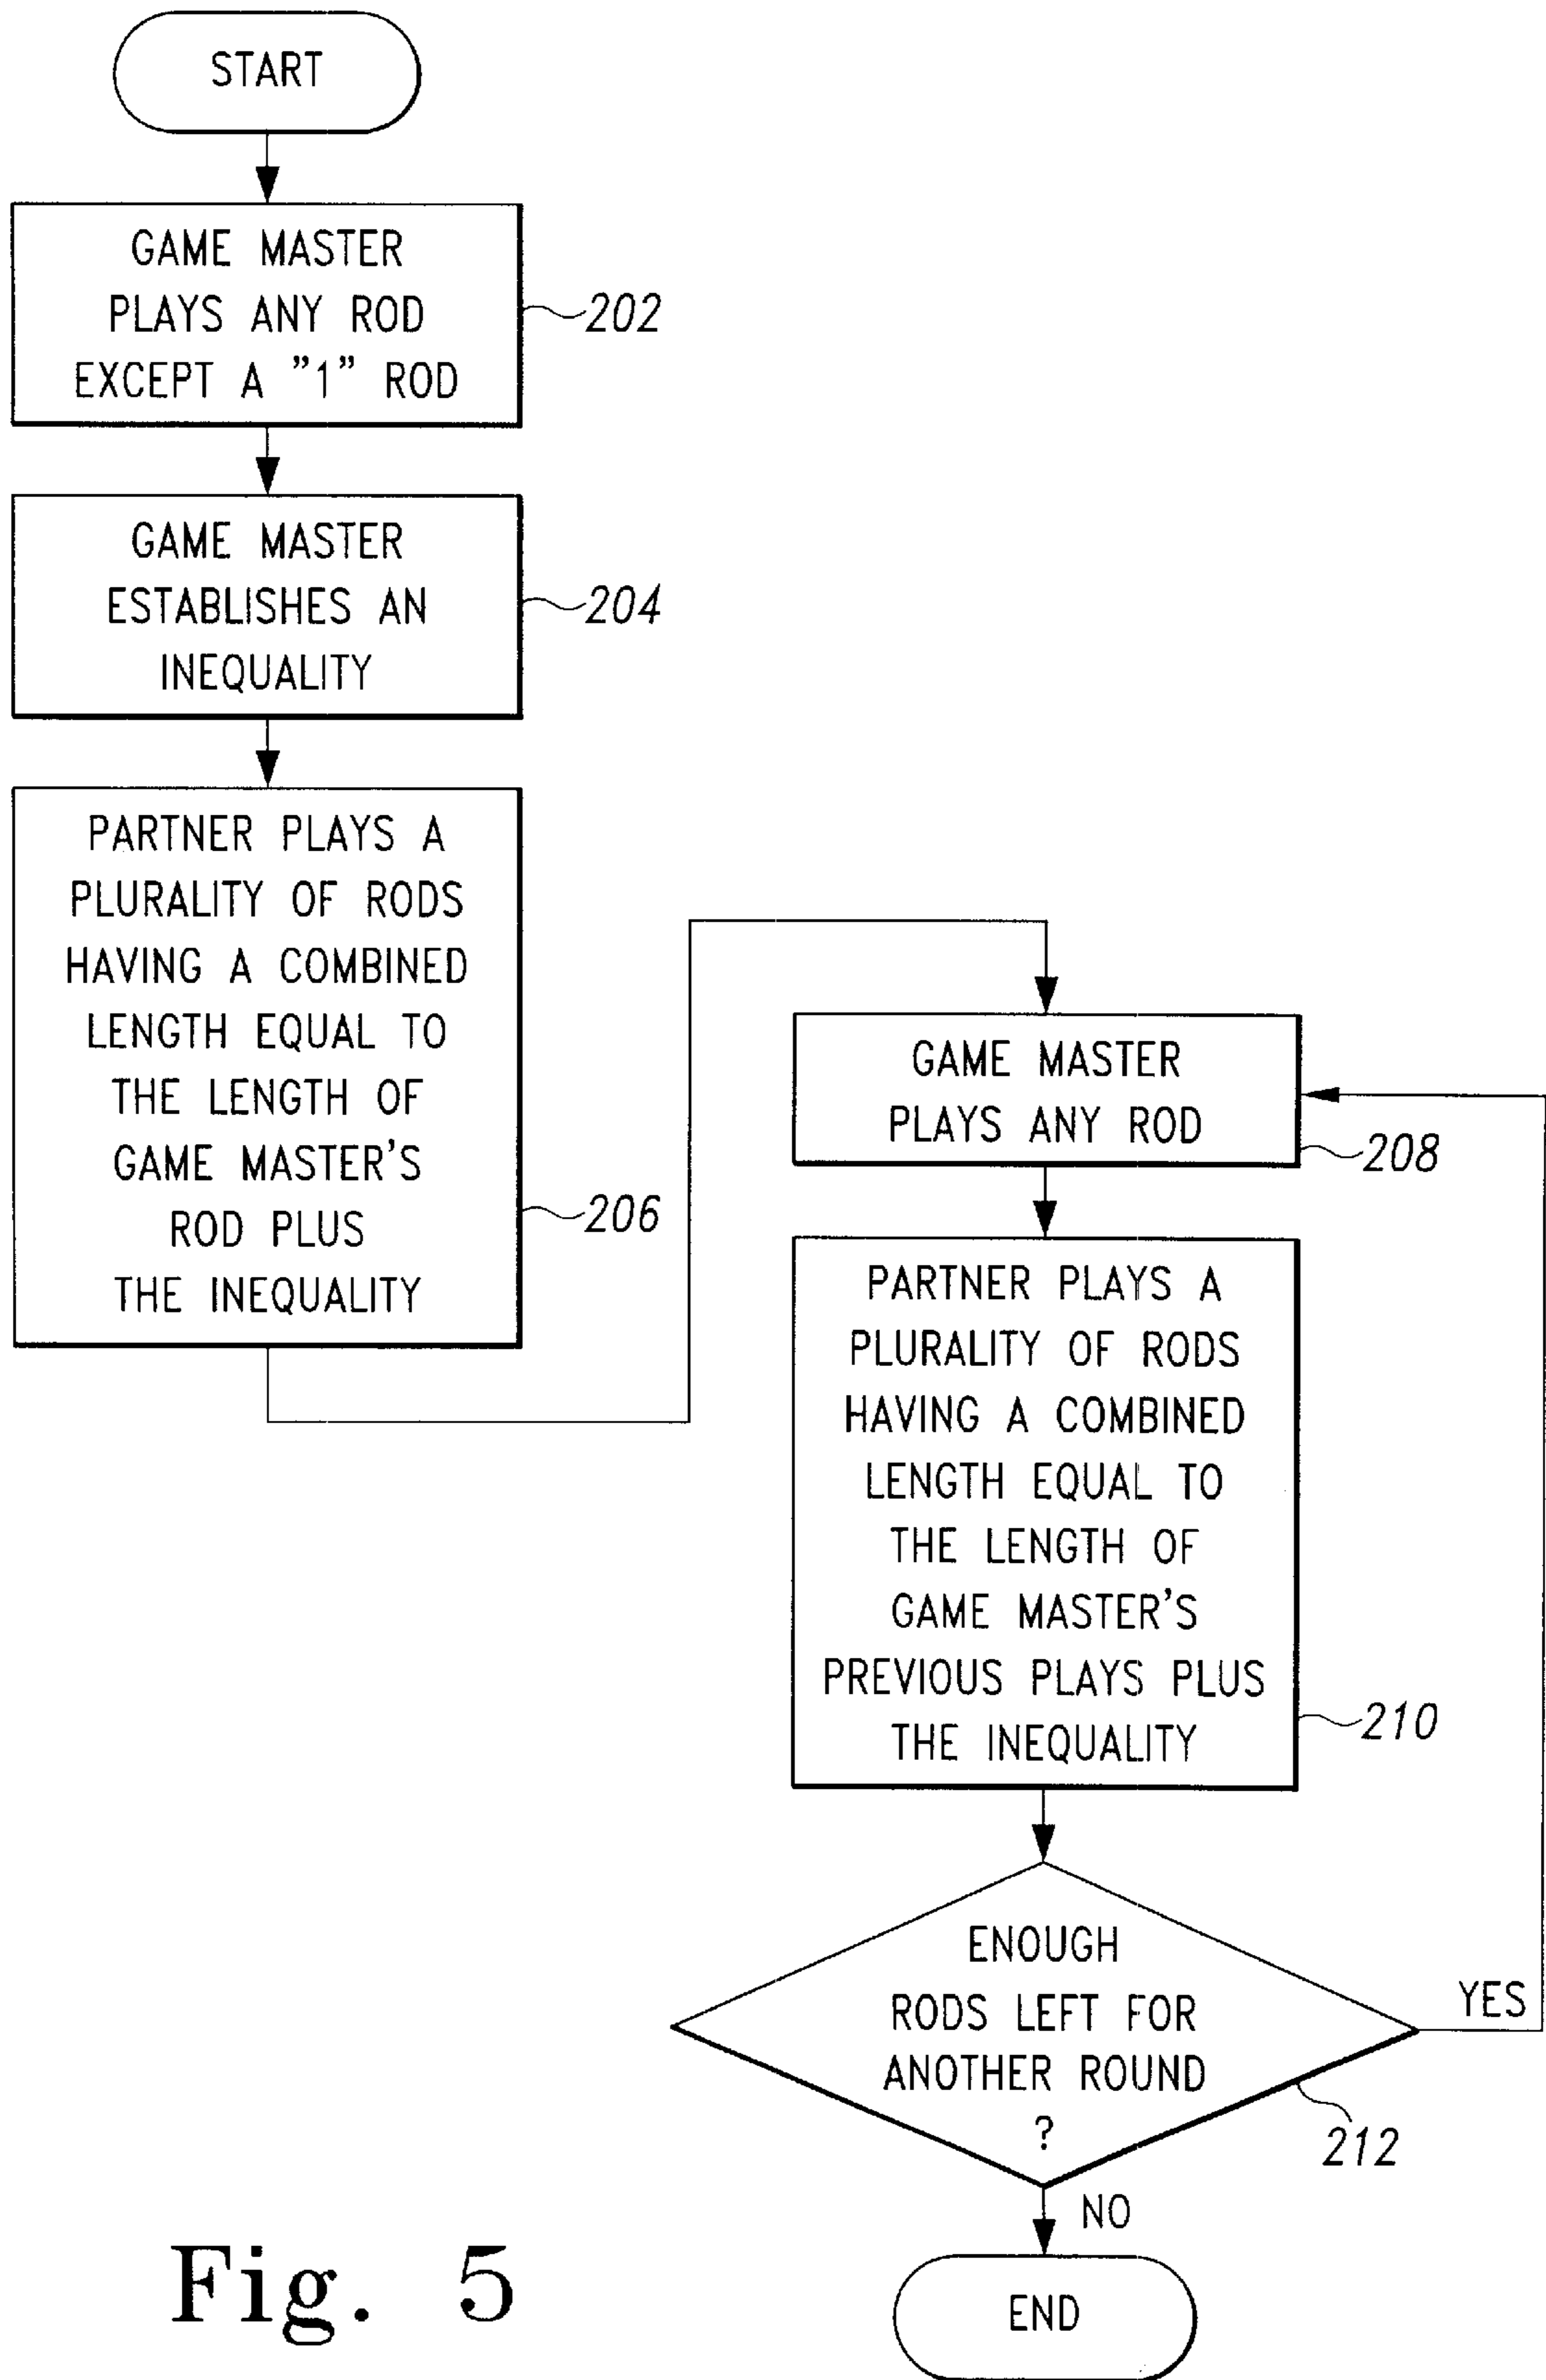 START
GAME MASTER
PLAYS ANY ROD
EXCEPT A ”1” ROD
202
GAME MASTER
ESTABLISHES AN
INEQUALITY
204
PARTNER PLAYS A
PLURALITY OF RODS
HAVING A COMBINED
LENGTH EQUAL TO
THE LENGTH OF
GAME MASTER’S
ROD PLUS
THE INEQUALITY
206
GAME MASTER
PLAYS ANY ROD
208
PARTNER PLAYS A
PLURALITY OF RODS
HAVING A COMBINED
LENGTH EQUAL TO
THE LENGTH OF
GAME MASTER’S
PREVIOUS PLAYS PLUS
THE INEQUALITY
210
ENOUGH
RODS LEFT FOR
ANOTHER ROUND
?
YES
212
NO
END
Fig. 5